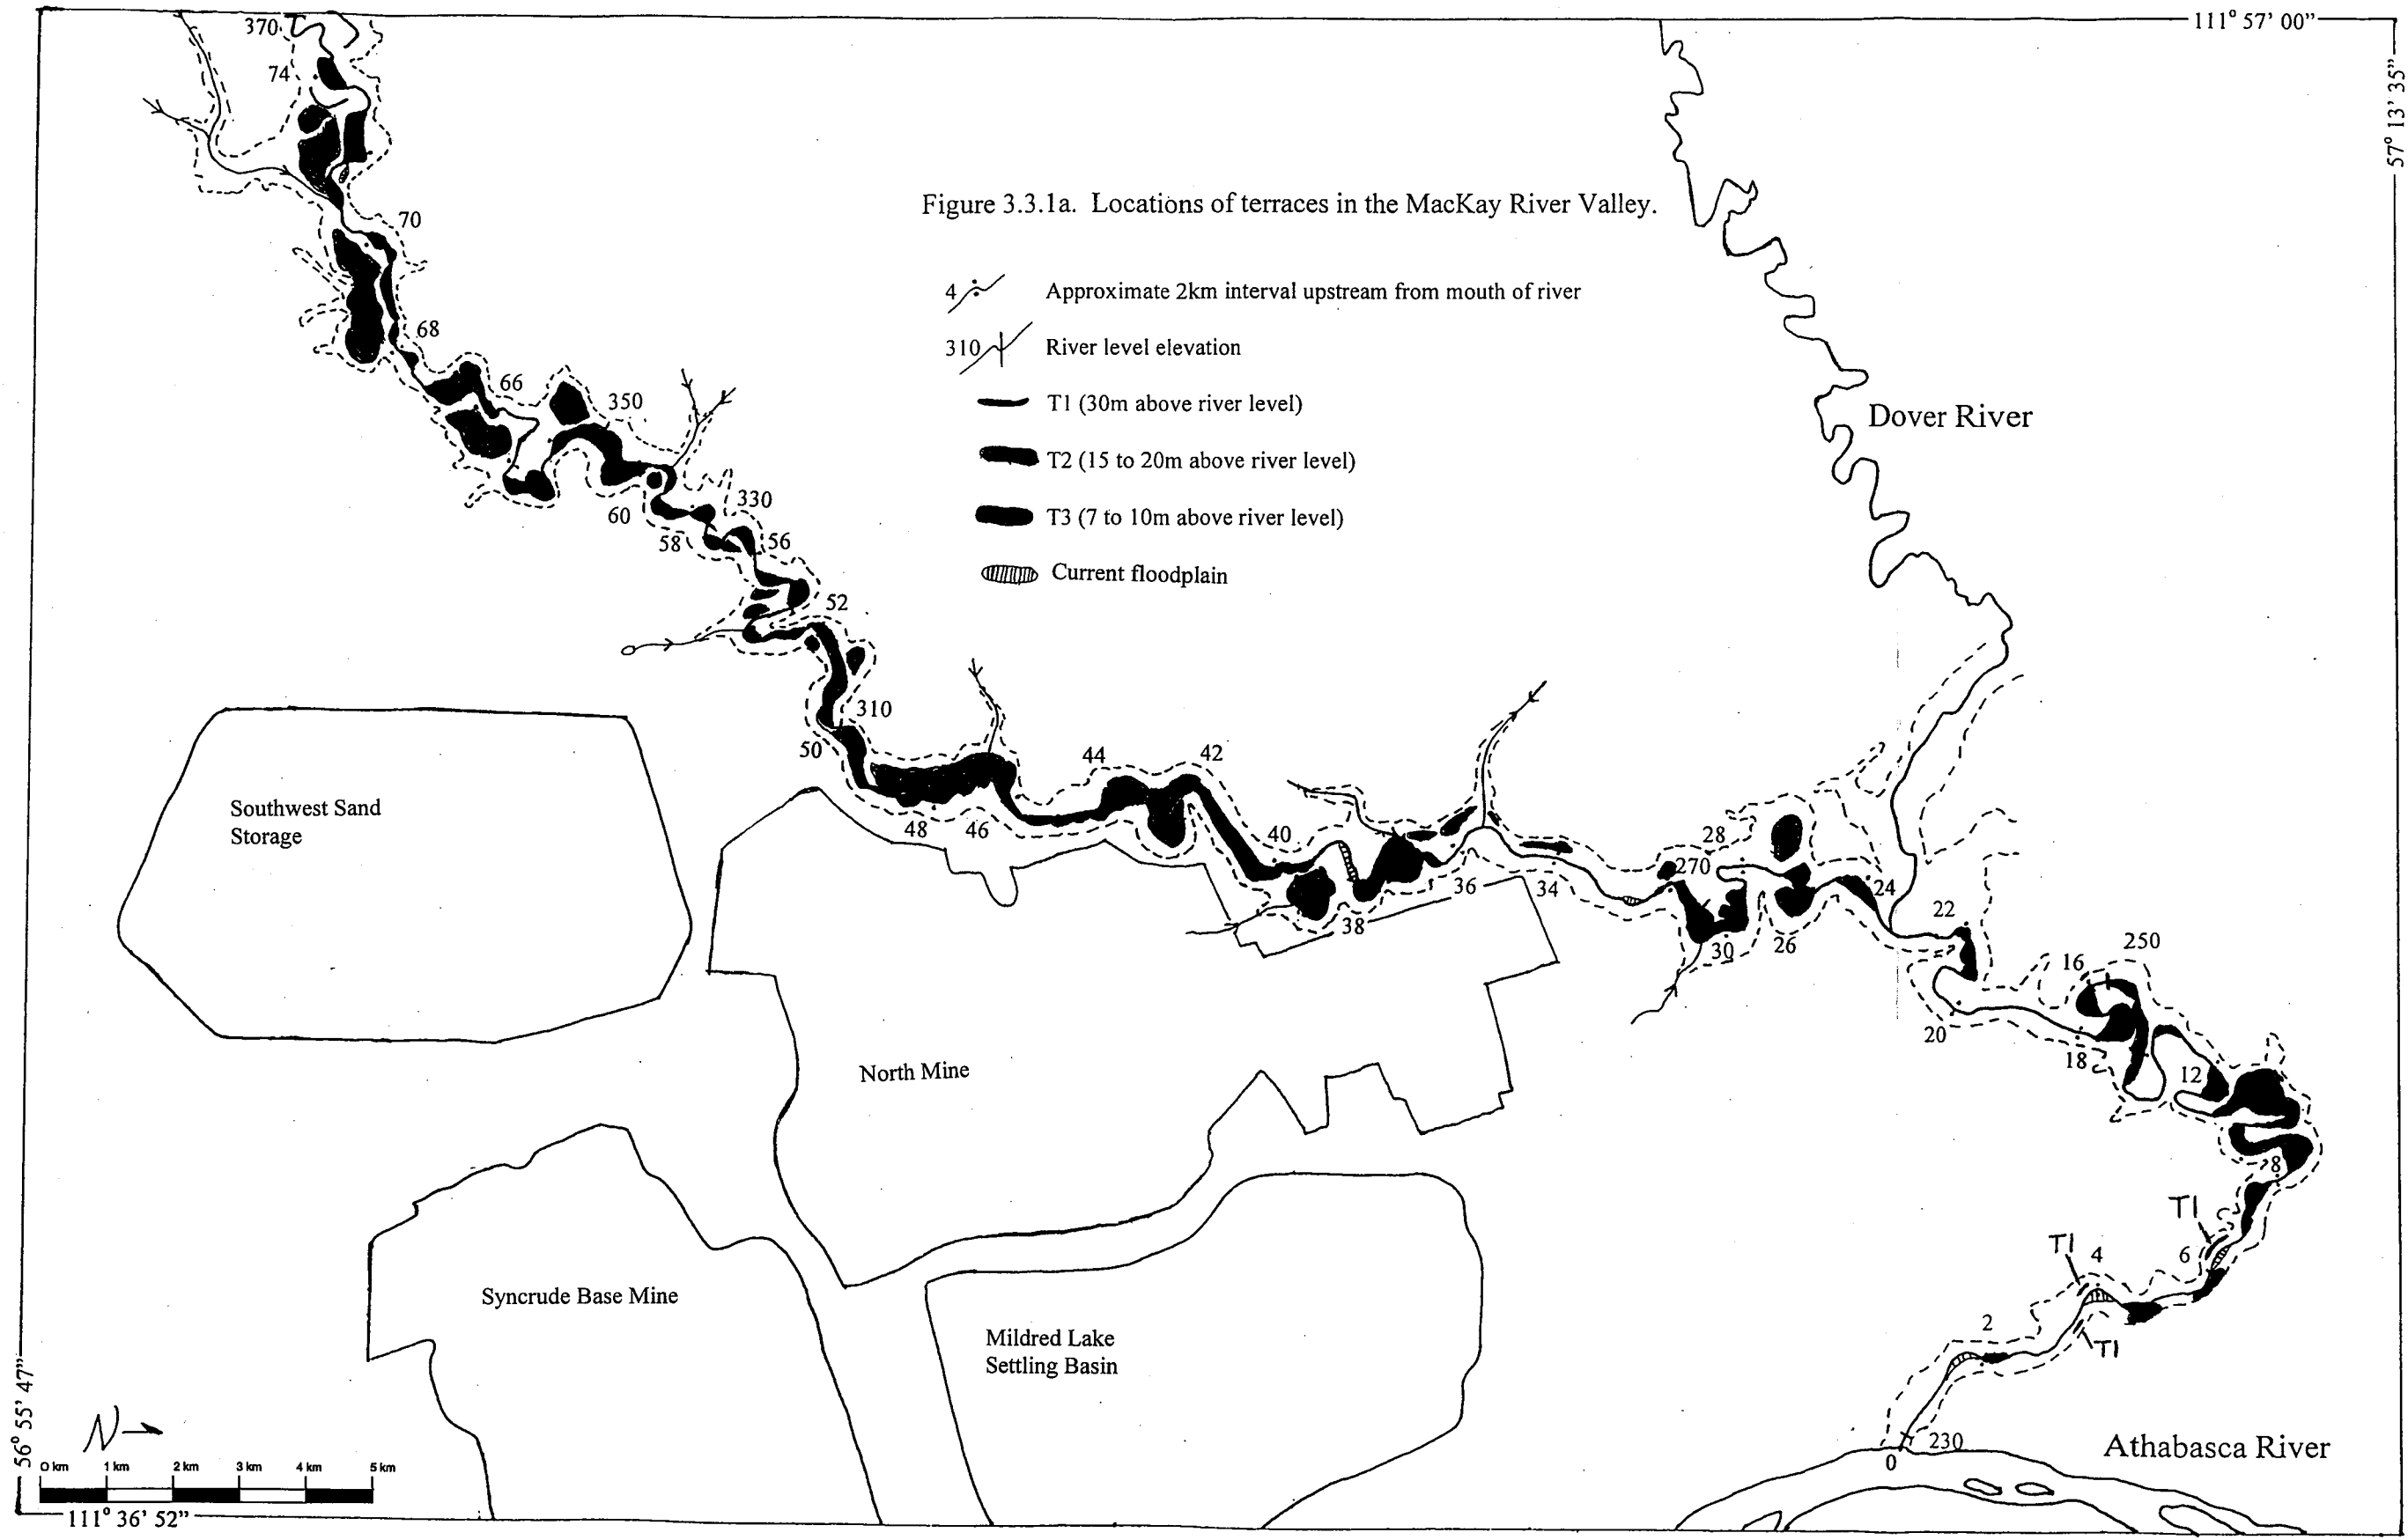 370
111° 57' 00"
57° 13' 35"
74
Figure 3.3.1a. Locations of terraces in the MacKay River Valley.
70
4
Approximate 2km interval upstream from mouth of river
310
River level elevation
68
T1 (30m above river level)
66
350
Dover River
T2 (15 to 20m above river level)
330
60
T3 (7 to 10m above river level)
58
56
Current floodplain
52
310
50
44
42
Southwest Sand
Storage
48
46
40
28
270
36
34
24
38
22
30
26
250
16
20
18
12
North Mine
8
T1
T1
4
6
Syncrude Base Mine
2
Mildred Lake
Settling Basin
T1
56° 55' 47"
N
230
Athabasca River
0
0 km
1 km
2 km
3 km
4 km
5 km
111° 36' 52"